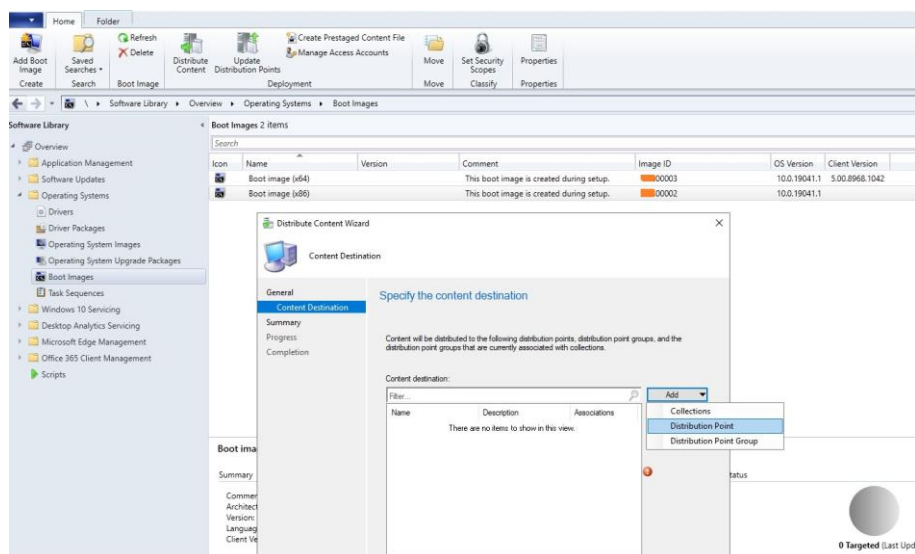 Home Folder
Add Boot Image
Saved Searches
Refresh
Delete
Distribute Content
Update Distribution Points
Create Prestaged Content File
Manage Access Accounts
Move
Set Security Scopes
Properties
Create Search Boot Image Deployment Move Classify Properties
\ Software Library Overview Operating Systems Boot Images
Software Library
Overview
Application Management
Software Updates
Operating Systems
Drivers
Driver Packages
Operating System Images
Operating System Upgrade Packages
Boot Images
Task Sequences
Windows 10 Servicing
Desktop Analytics Servicing
Microsoft Edge Management
Office 365 Client Management
Scripts
Boot Images 2 items
Search
Icon Name Version Comment Image ID OS Version Client Version
Boot image (x64) This boot image is created during setup. 00003 10.0.19041.1 5.00.8968.1042
Boot image (x86) This boot image is created during setup. 00002 10.0.19041.1
Distribute Content Wizard
Content Destination
General
Content Destination
Summary
Progress
Completion
Specify the content destination
Content will be distributed to the following distribution points, distribution point groups, and the
distribution point groups that are currently associated with collections.
Content destination:
Filter...
Add
Name Description Associations
There are no items to show in this view.
Collections
Distribution Point
Distribution Point Group
Boot ima
Summary
Commer
Architect
Version:
Languag
Client Ve
tatus
0 Targeted (Last Upd